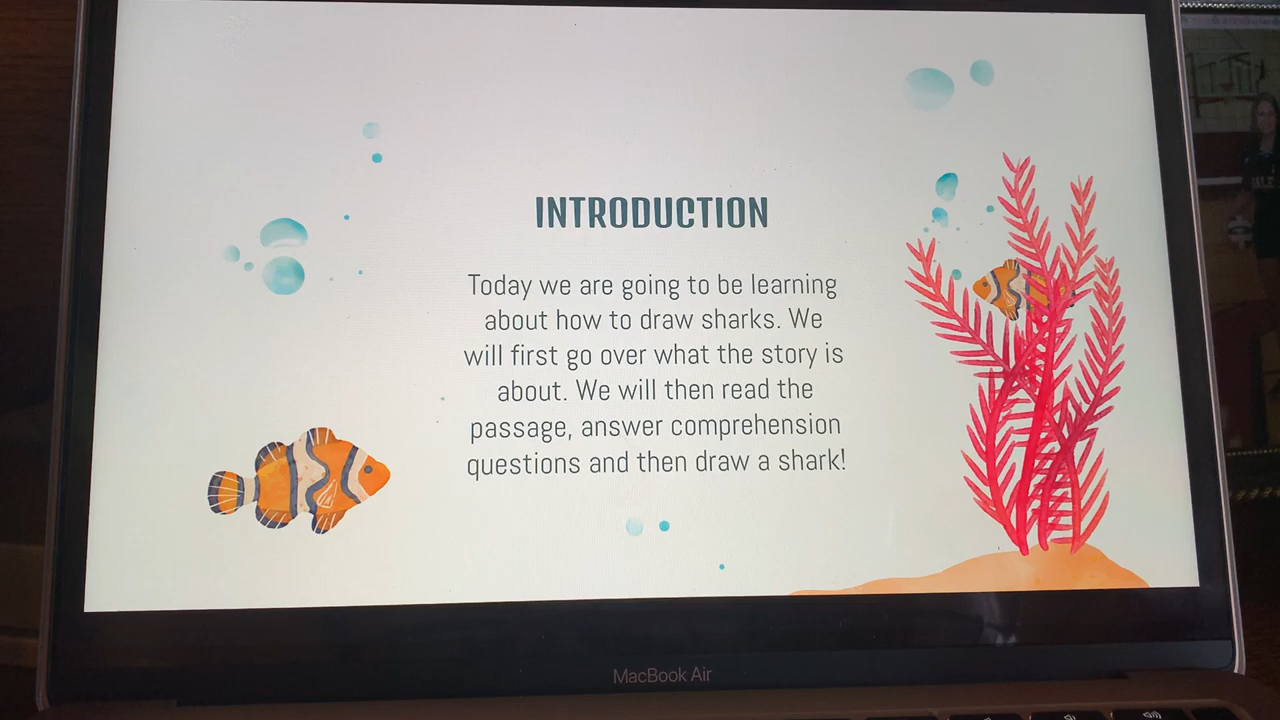 INTRODUCTION
Today we are going to be learning
about how to draw sharks. We
will first go over what the story is
about. We will then read the
passage, answer comprehension
questions and then draw a shark!
MacBook Air